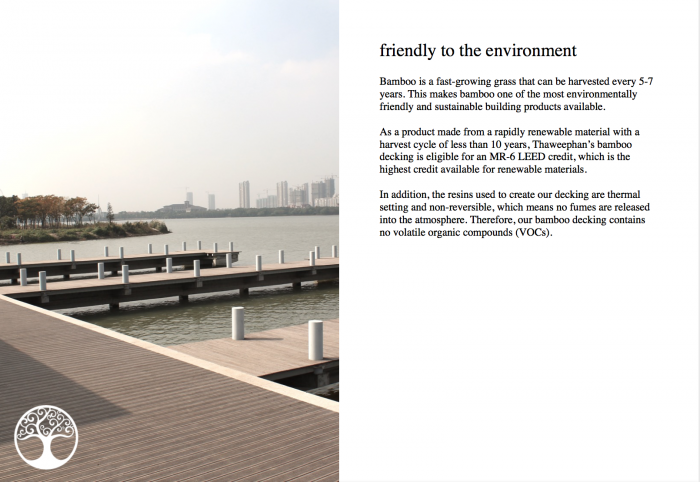 friendly to the environment
Bamboo is a fast-growing grass that can be harvested every 5-7
years. This makes bamboo one of the most environmentally
friendly and sustainable building products available.
As a product made from a rapidly renewable material with a
harvest cycle of less than 10 years, Thaweephan's bamboo
decking is eligible for an MR-6 LEED credit, which is the
highest credit available for renewable materials.
In addition, the resins used to create our decking are thermal
setting and non-reversible, which means no fumes are released
into the atmosphere. Therefore, our bamboo decking contains
no volatile organic compounds (VOCs).